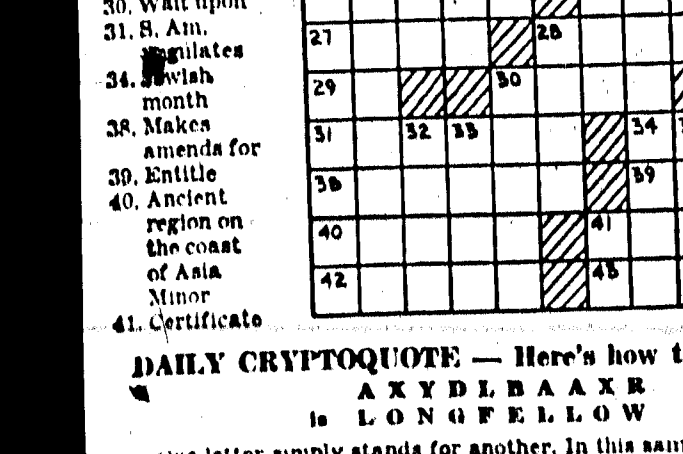 30. Wait upon
31. S. Am.
34. Jewish
month
38. Makes
amends for
39. Entitle
40. Ancient
region on
the coast
of Asia
Minor
41. Certificate
27
28
29
30
31
32
33
34
38
39
40
41
42
43
DAILY CRYPTOQUOTE — Here's how
A X Y D L B A A X R
is L O N G F E L L O W
letter simply stands for another. In this